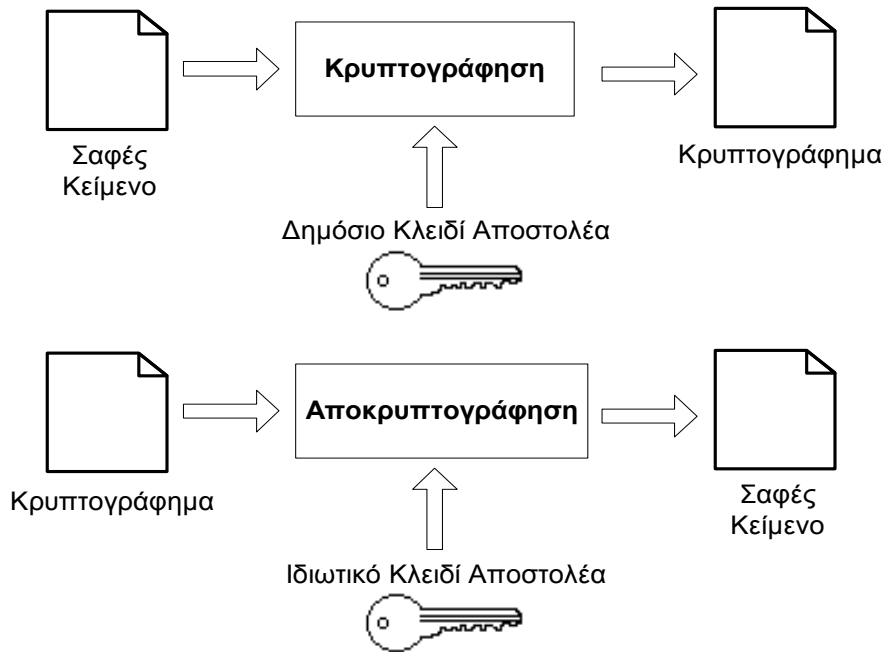 Κρυπτογράφηση
Σαφές
Κείμενο
Κρυπτογράφημα
Δημόσιο Κλειδί Αποστολέα
Αποκρυπτογράφηση
Κρυπτογράφημα
Σαφές
Κείμενο
Ιδιωτικό Κλειδί Αποστολέα